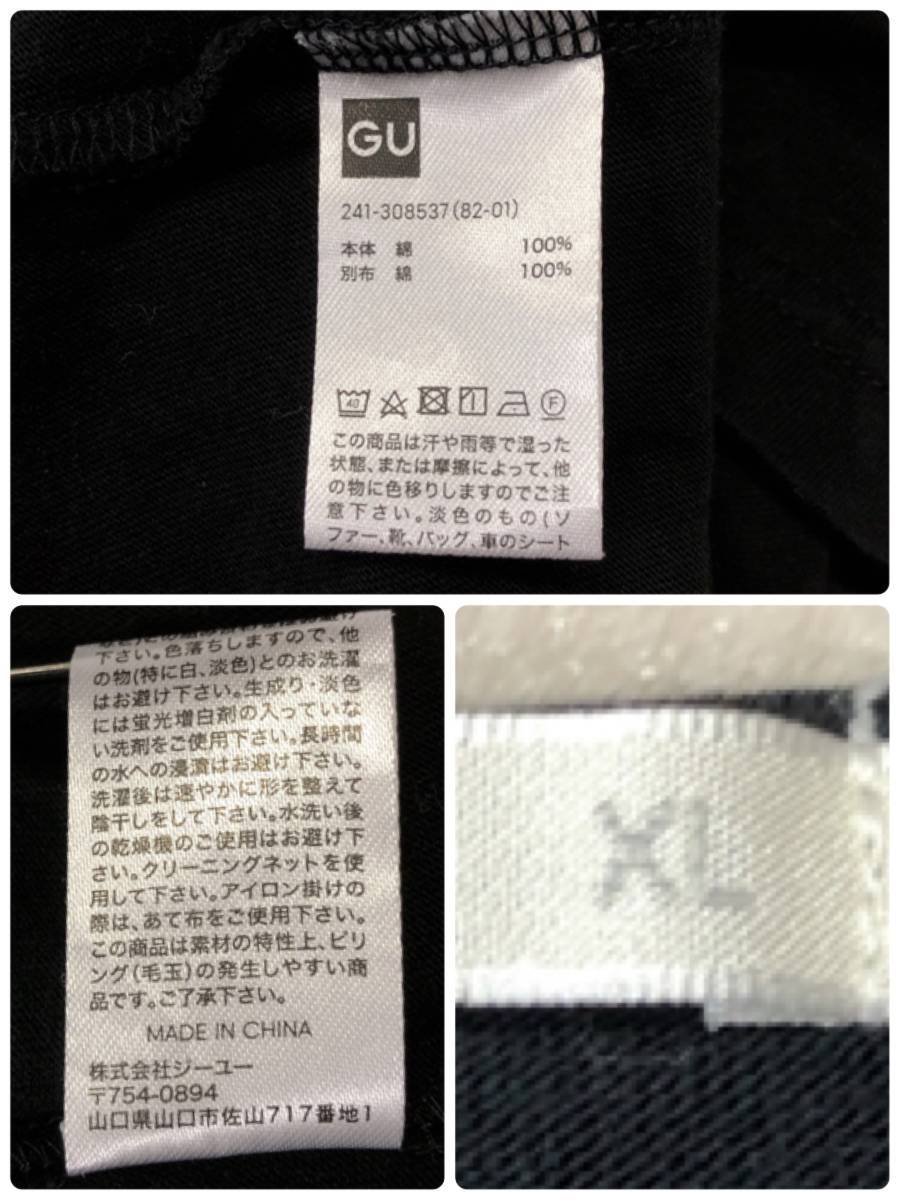 GU
241-308537(82-01)
本体 綿 100%
別布 綿 100%
40
F
この商品は汗や雨等で湿った
状態、または摩擦によって、他
の物に色移りしますのでご注
意下さい。淡色のもの(ソ
ファー、靴、バッグ、車のシート
下さい。色落ちしますので、他
の物(特に白、淡色)とのお洗濯
はお避け下さい。生成り・淡色
には蛍光増白剤の入っていな
い洗剤をご使用下さい。長時間
の水への浸漬はお避け下さい。
洗濯後は速やかに形を整えて
陰干しをして下さい。水洗い後
の乾燥機のご使用はお避け下
さい。クリーニングネットを使
用して下さい。アイロン掛けの
際は、あて布をご使用下さい。
この商品は素材の特性上、ピリ
ング(毛玉)の発生しやすい商
品です。ご了承下さい。
MADE IN CHINA
株式会社ジーユー
〒754-0894
山口県山口市佐山717番地1
XL